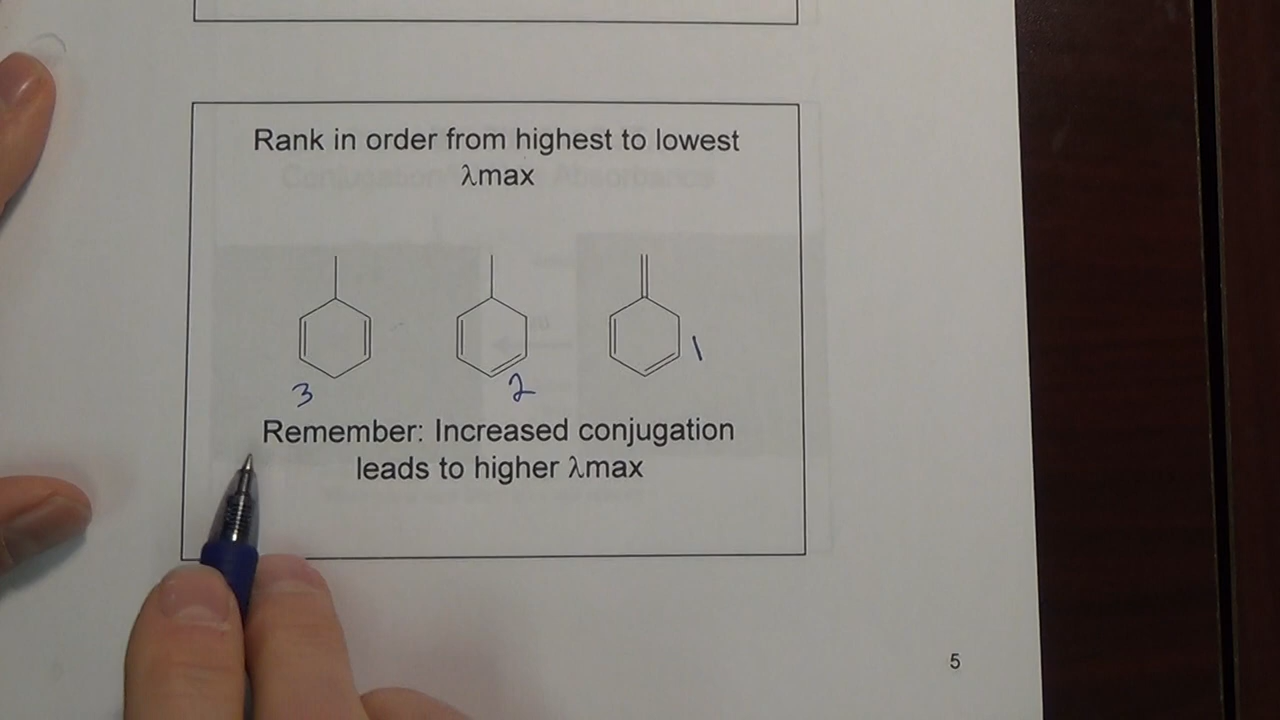 Rank in order from highest to lowest
λmax
1
3
2
Remember: Increased conjugation
leads to higher λmax
5